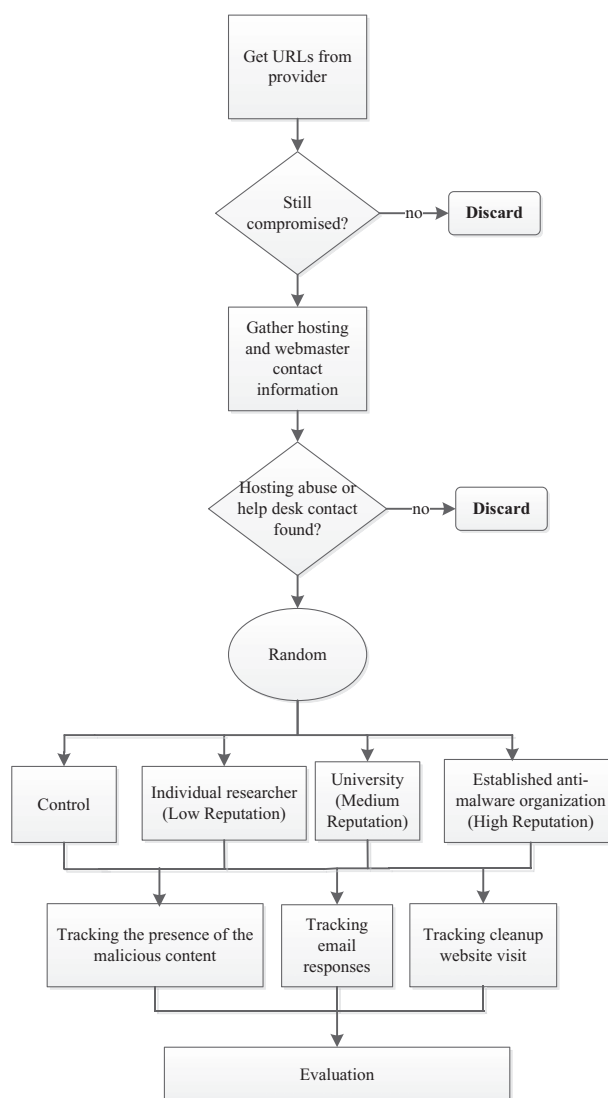 Get URLs from
provider
Still
compromised?
no
Discard
Gather hosting
and webmaster
contact
information
Hosting abuse or
help desk contact
found?
no
Discard
Random
Control
Individual researcher
(Low Reputation)
University
(Medium
Reputation)
Established anti-
malware organization
(High Reputation)
Tracking the presence of the
malicious content
Tracking
email
responses
Tracking cleanup
website visit
Evaluation